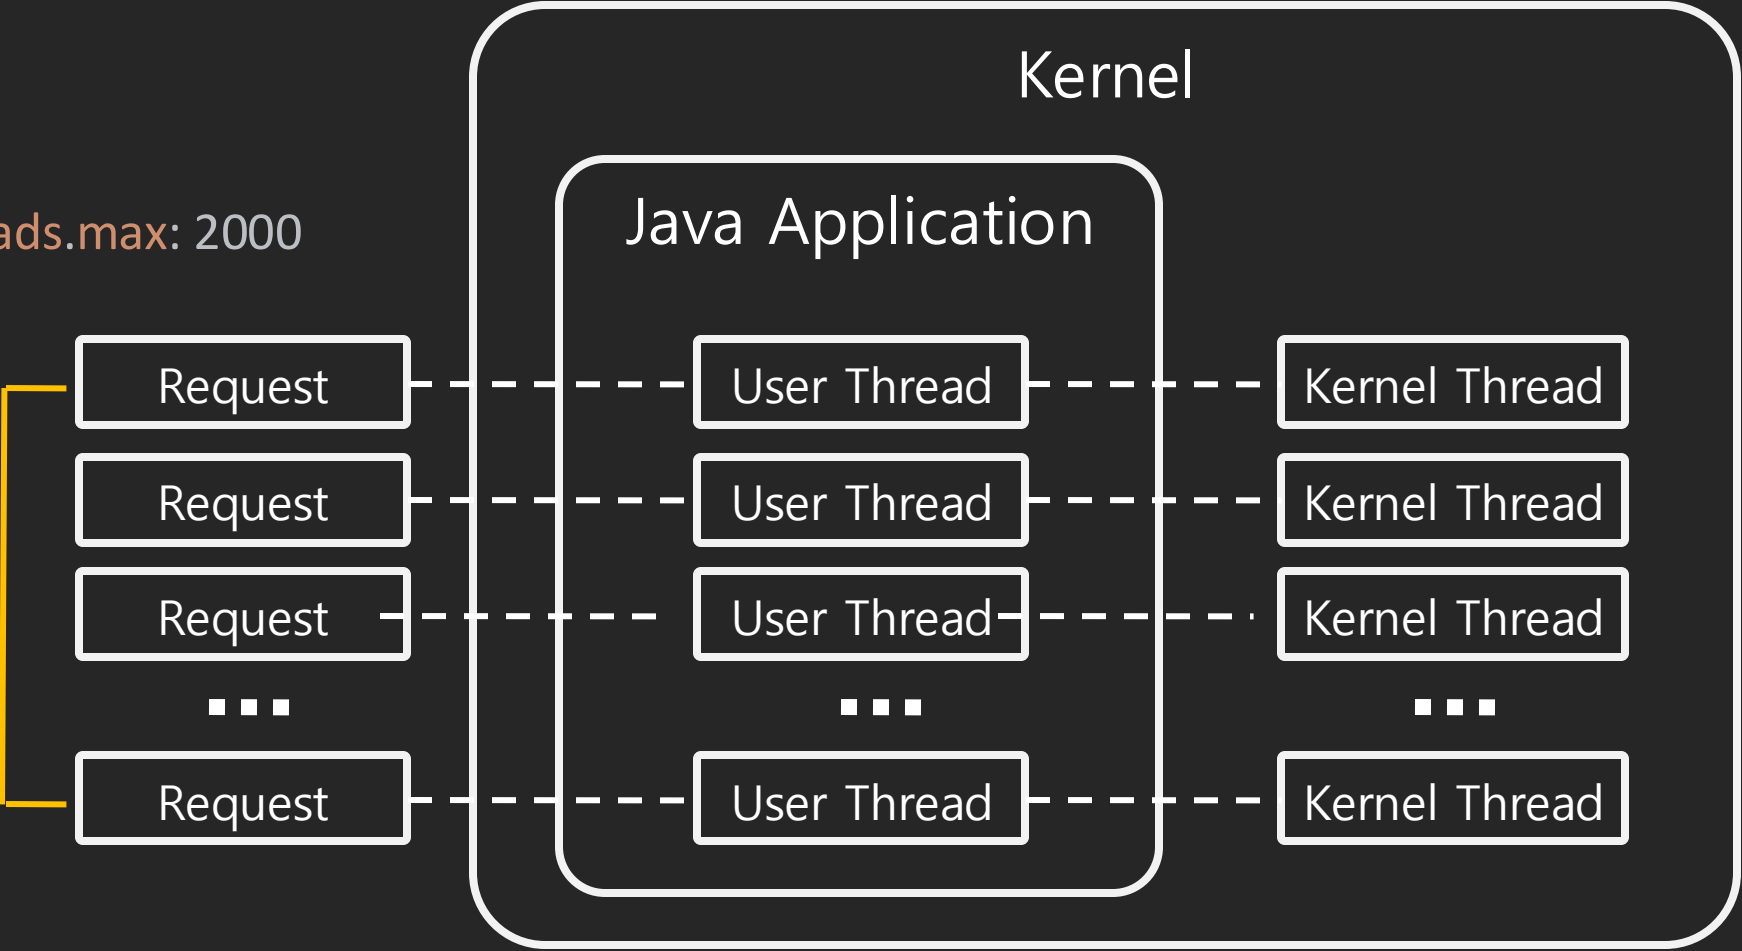 Kernel
Java Application
ads.max: 2000
Request
User Thread
Kernel Thread
Request
User Thread
Kernel Thread
Request
User Thread
Kernel Thread
...
...
...
Request
User Thread
Kernel Thread